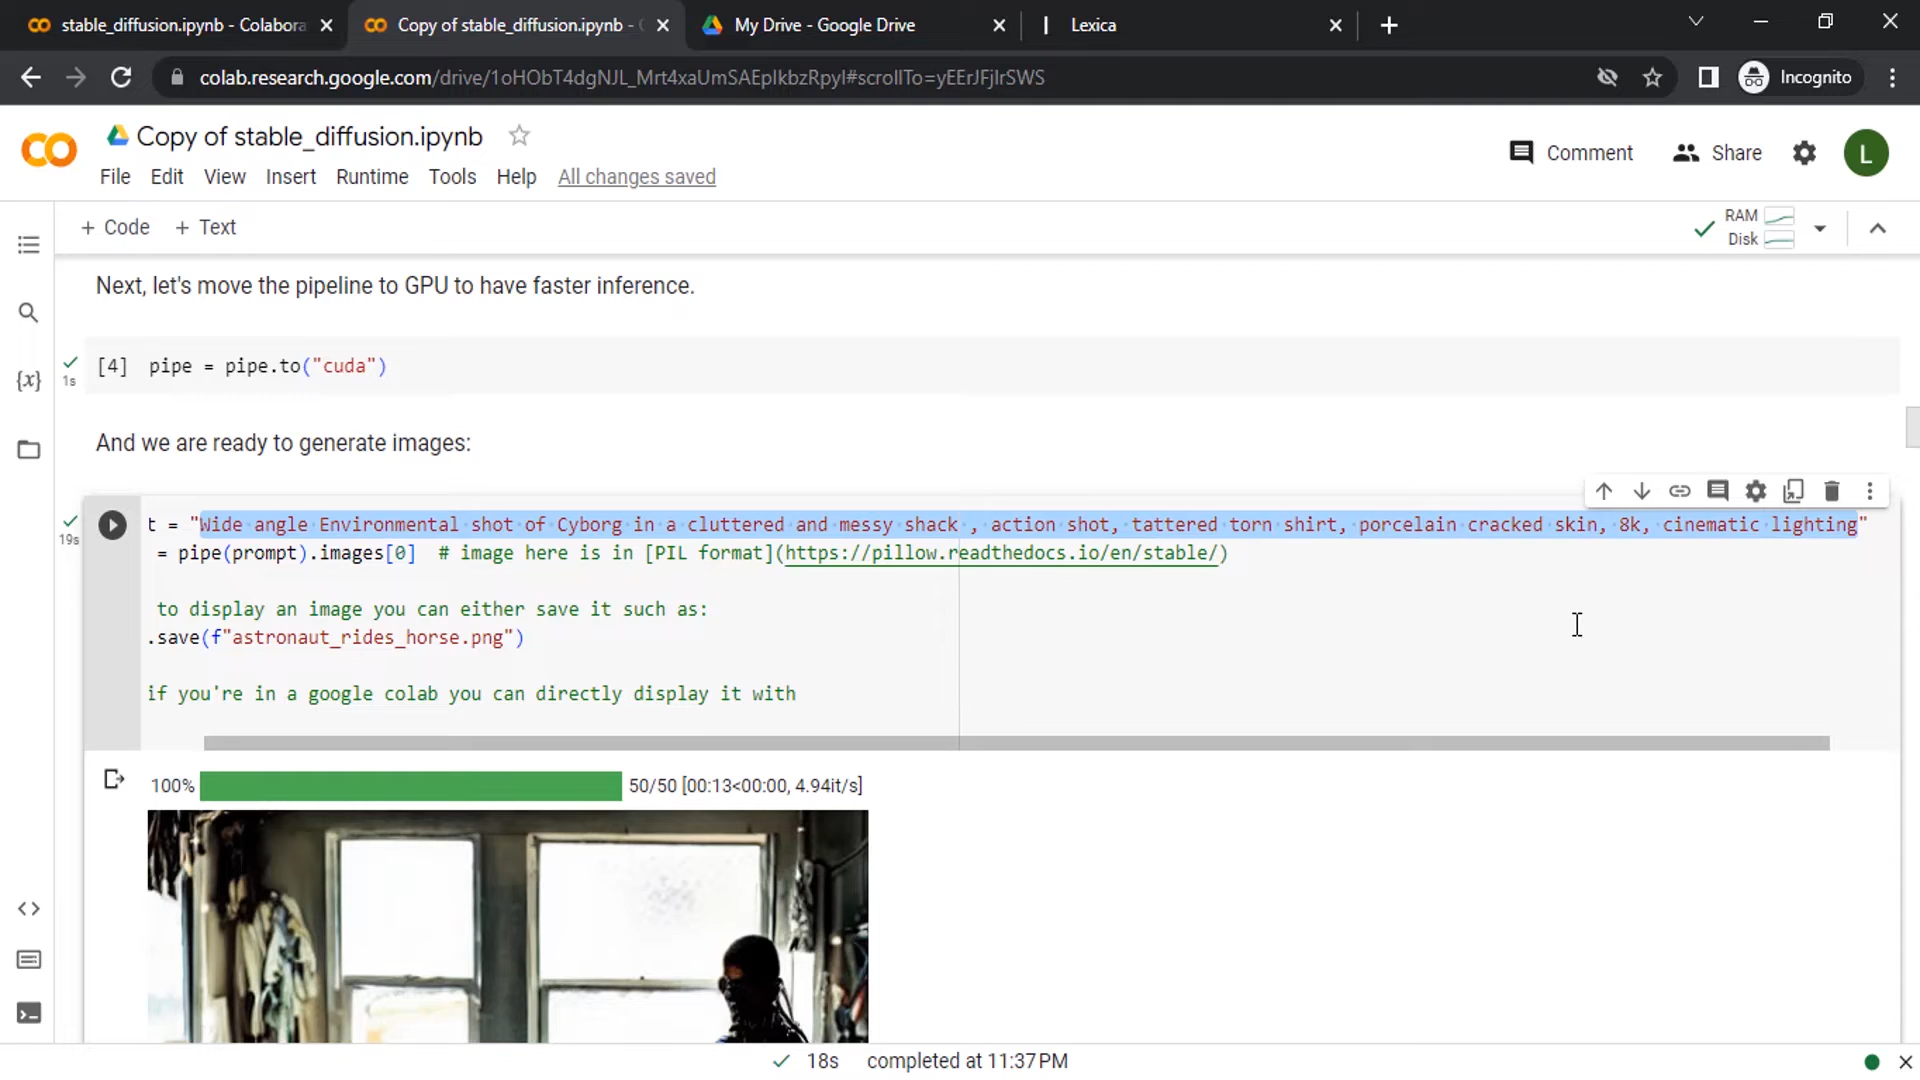 stable_diffusion.ipynb - Colabora
Copy of stable_diffusion.ipynb -
My Drive - Google Drive
Lexica
colab.research.google.com/drive/1oHObT4dgNJL_Mrt4xaUmSAEplkbzRpyI#scrollTo=yEErJFjlrSWS
Incognito
Copy of stable_diffusion.ipynb
Comment
Share
L
File Edit View Insert Runtime Tools Help All changes saved
+ Code + Text
RAM
Disk
Next, let's move the pipeline to GPU to have faster inference.
{x}
1s
[4] pipe = pipe.to("cuda")
And we are ready to generate images:
19s
t = "Wide angle Environmental shot of Cyborg in a cluttered and messy shack , action shot, tattered torn shirt, porcelain cracked skin, 8k, cinematic lighting"
= pipe(prompt).images[0]  # image here is in [PIL format](https://pillow.readthedocs.io/en/stable/)
to display an image you can either save it such as:
.save(f"astronaut_rides_horse.png")
if you're in a google colab you can directly display it with
100% 50/50 [00:13<00:00, 4.94it/s]
18s completed at 11:37 PM